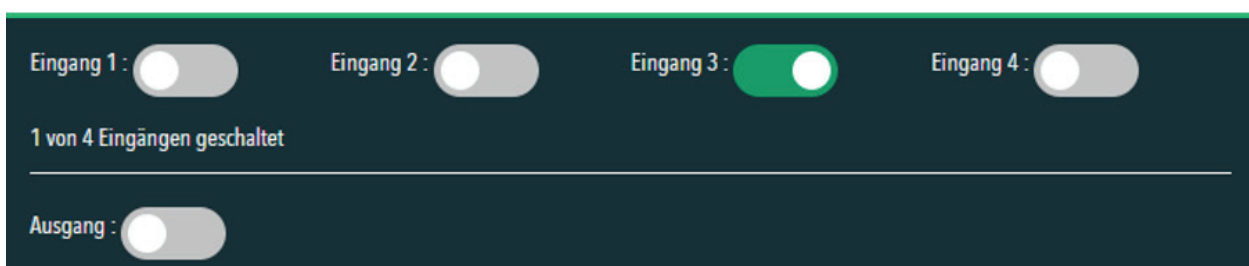 Eingang 1 : Eingang 2 : Eingang 3 : Eingang 4 :
1 von 4 Eingängen geschaltet
Ausgang :